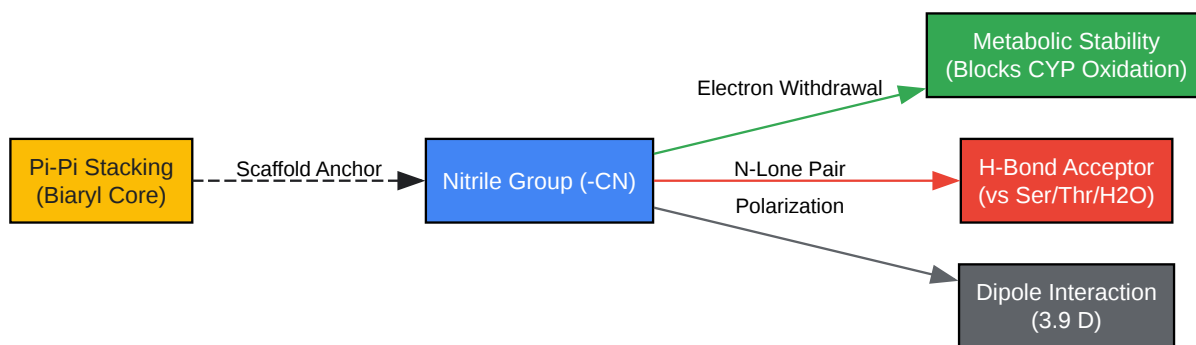 Pi-Pi Stacking
(Biaryl Core)
Scaffold Anchor
Nitrile Group (-CN)
Electron Withdrawal
Metabolic Stability
(Blocks CYP Oxidation)
N-Lone Pair
H-Bond Acceptor
(vs Ser/Thr/H2O)
Polarization
Dipole Interaction
(3.9 D)